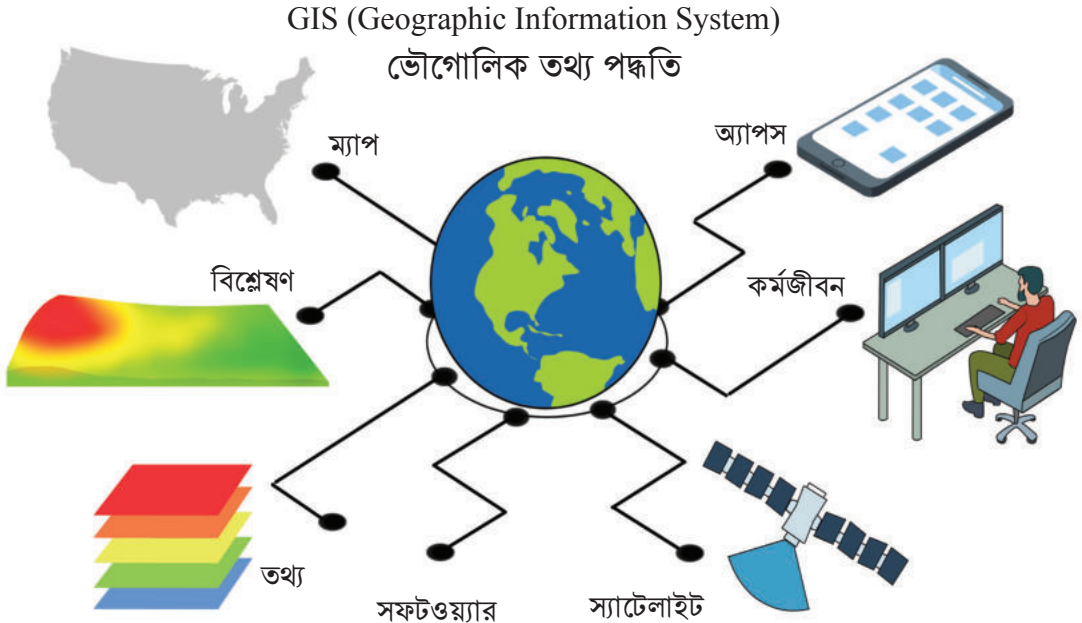 GIS (Geographic Information System)
ভৌগোলিক তথ্য পদ্ধতি
ম্যাপ
অ্যাপস
বিশ্লেষণ
কর্মজীবন
তথ্য
সফটওয়্যার
স্যাটেলাইট